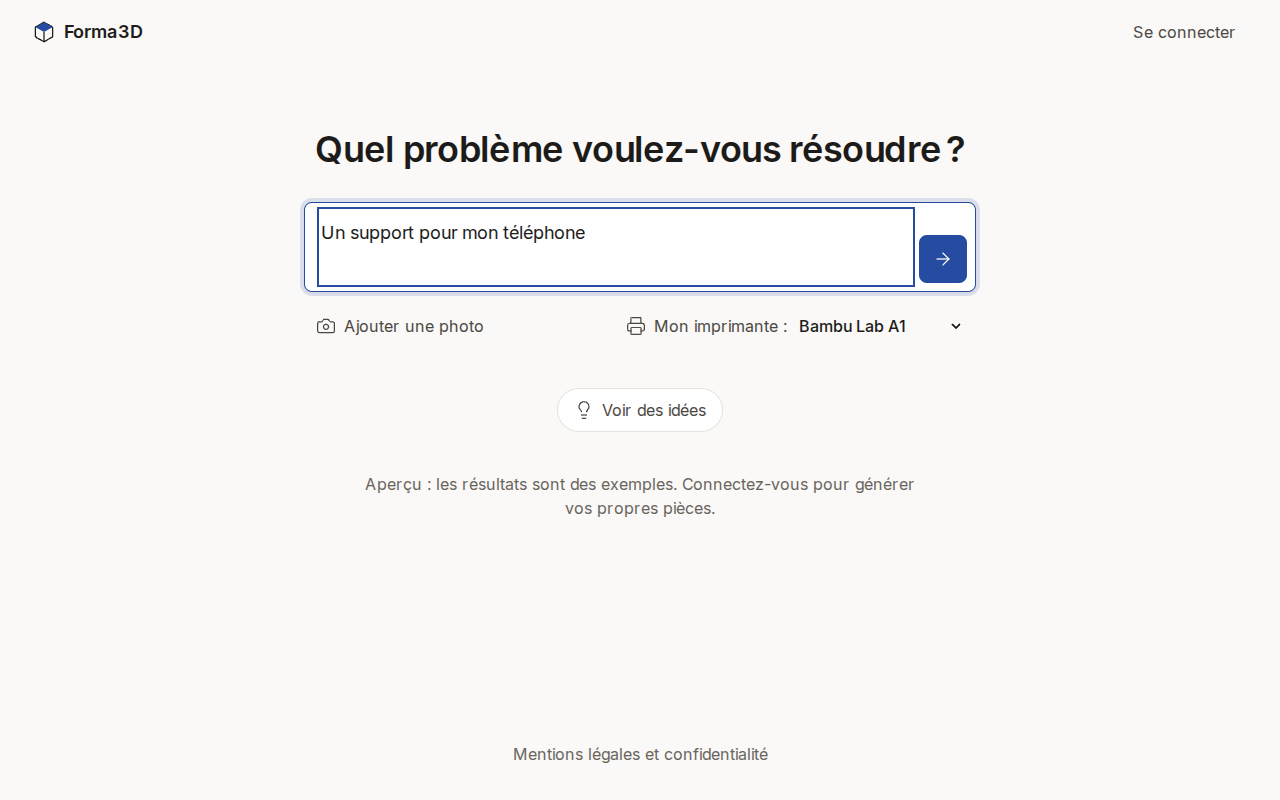 Forma3D
Se connecter
Quel problème voulez-vous résoudre ?
Un support pour mon téléphone
Ajouter une photo
Mon imprimante : Bambu Lab A1
Voir des idées
Aperçu : les résultats sont des exemples. Connectez-vous pour générer
vos propres pièces.
Mentions légales et confidentialité